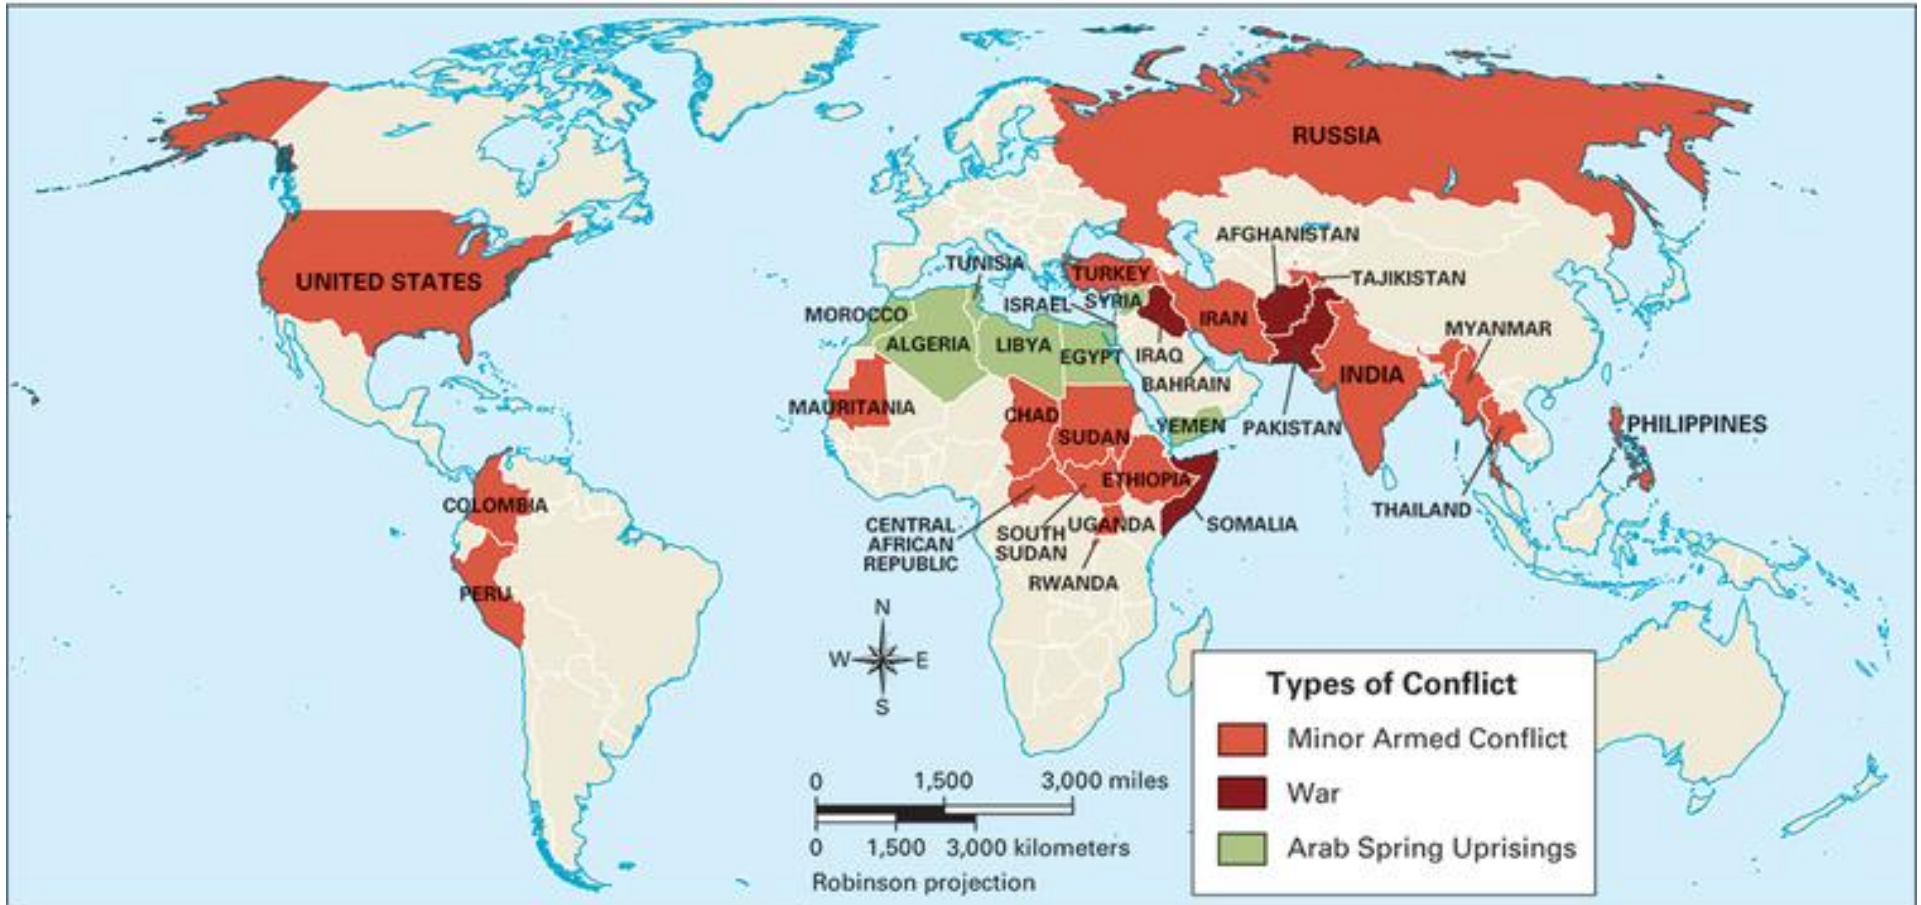 RUSSIA
AFGHANISTAN
TUNISIA
TURKEY
TAJIKISTAN
UNITED STATES
ISRAEL
SYRIA
MOROCCO
IRAN
MYANMAR
ALGERIA
LIBYA
EGYPT
IRAQ
INDIA
BAHRAIN
MAURITANIA
CHAD
YEMEN
PAKISTAN
PHILIPPINES
SUDAN
ETHIOPIA
COLOMBIA
THAILAND
CENTRAL
AFRICAN
REPUBLIC
SOUTH
SUDAN
UGANDA
SOMALIA
RWANDA
PERU
N
W
E
S
Types of Conflict
Minor Armed Conflict
War
Arab Spring Uprisings
0 1,500 3,000 miles
0 1,500 3,000 kilometers
Robinson projection